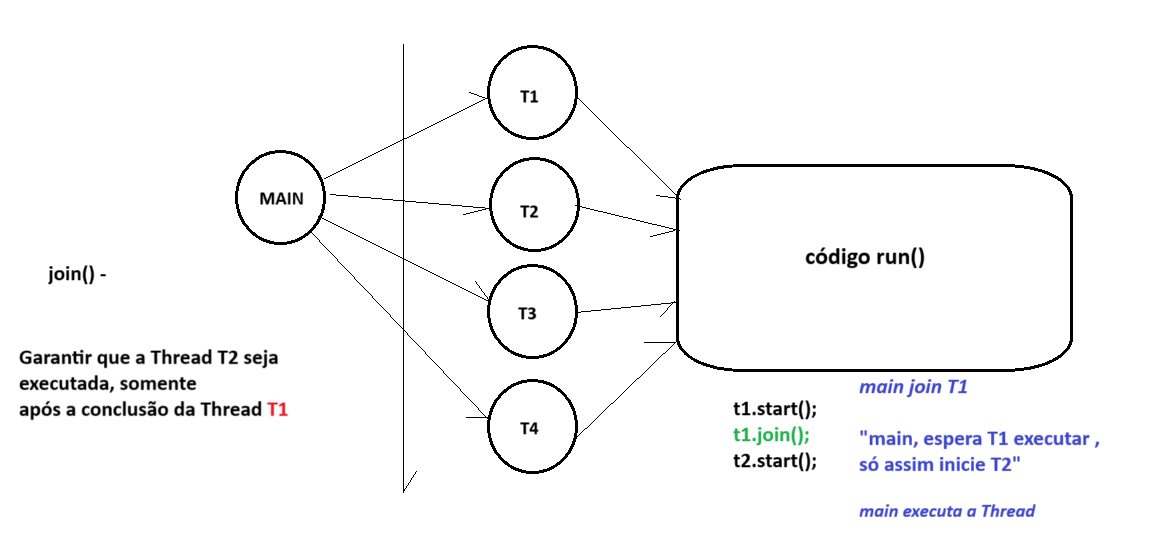 T1
MAIN
T2
código run()
join() -
T3
Garantir que a Thread T2 seja
executada, somente
após a conclusão da Thread T1
T4
main join T1
t1.start();
t1.join();
t2.start();
"main, espera T1 executar ,
só assim inicie T2"
main executa a Thread